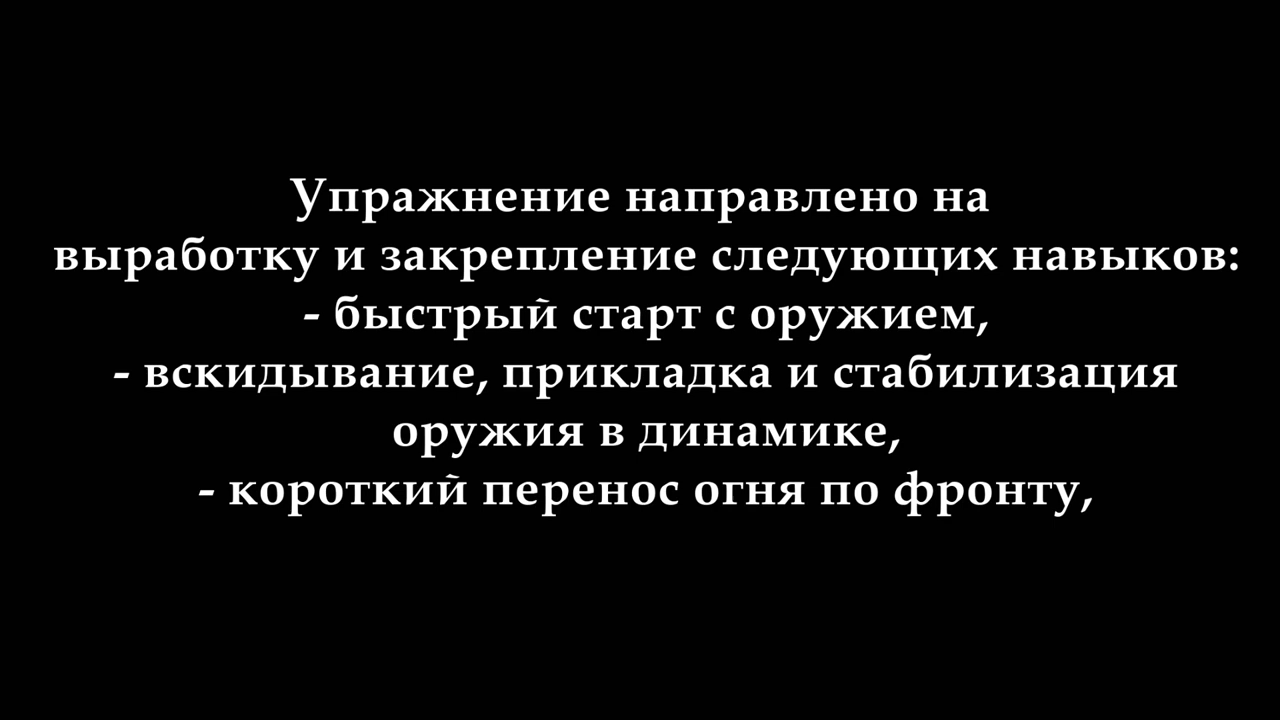 Упражнение направлено на
выработку и закрепление следующих навыков:
- быстрый старт с оружием,
- вскидывание, прикладка и стабилизация
оружия в динамике,
- короткий перенос огня по фронту,